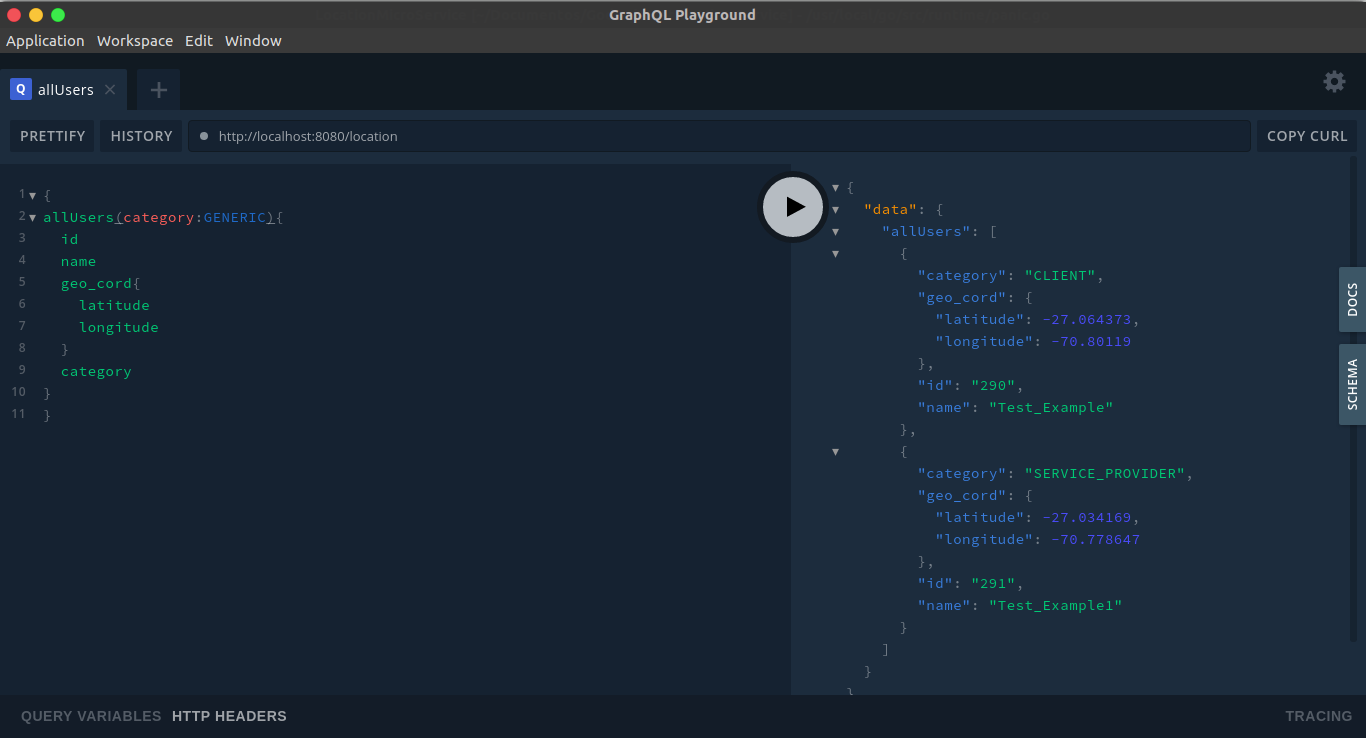 GraphQL Playground
Application Workspace Edit Window
Q allUsers × +
PRETTIFY HISTORY http://localhost:8080/location COPY CURL
1 {
2 allUsers(category:GENERIC){
3 id
4 name
5 geo_cord{
6 latitude
7 longitude
8 }
9 category
10 }
11 }
{
"data": {
"allUsers": [
{
"category": "CLIENT",
"geo_cord": {
"latitude": -27.064373,
"longitude": -70.80119
},
"id": "290",
"name": "Test_Example"
},
{
"category": "SERVICE_PROVIDER",
"geo_cord": {
"latitude": -27.034169,
"longitude": -70.778647
},
"id": "291",
"name": "Test_Example1"
}
]
}
}
DOCS
SCHEMA
QUERY VARIABLES HTTP HEADERS TRACING